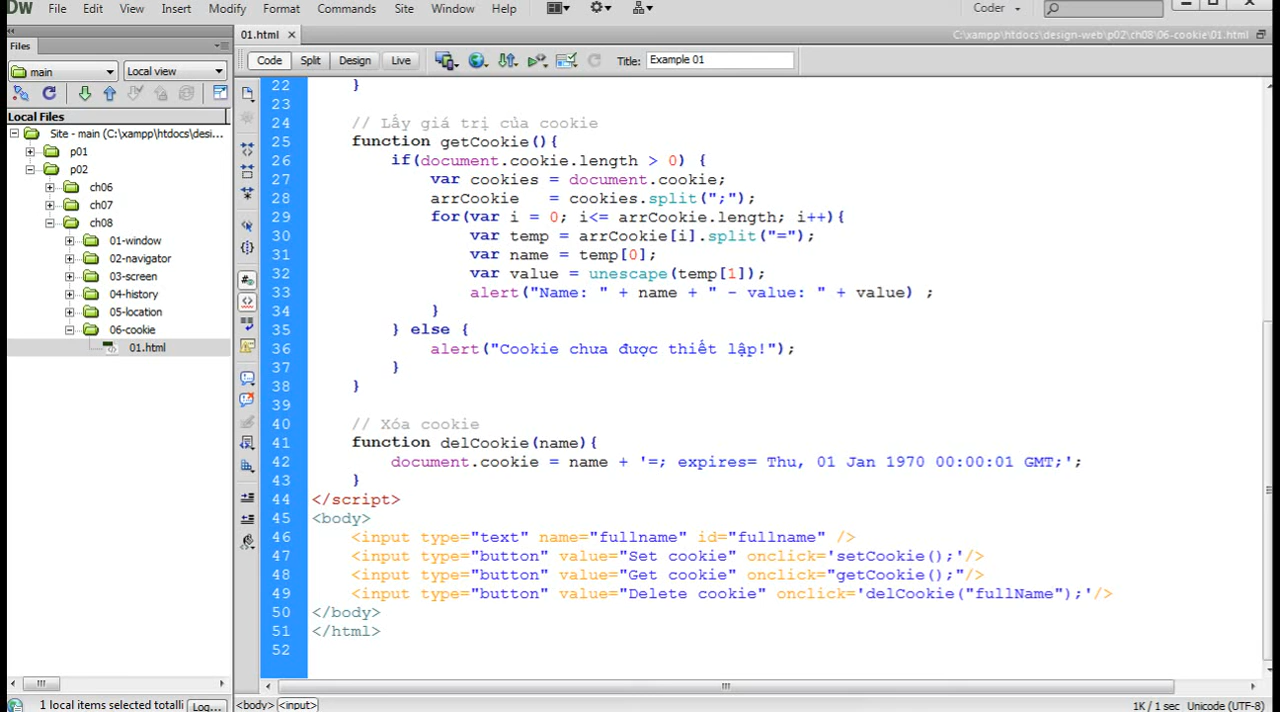 Dw File Edit View Insert Modify Format Commands Site Window Help Coder
Files
01.html
C:\xampp\htdocs\design-web\p02\ch08\06-cookie\01.html
main
Local view
Code Split Design Live Title: Example 01
Local Files
Site - main (C:\xampp\htdocs\desi...
p01
p02
ch06
ch07
ch08
01-window
02-navigator
03-screen
04-history
05-location
06-cookie
01.html
22 }
23
24 // Lấy giá trị của cookie
25 function getCookie(){
26 if(document.cookie.length > 0) {
27 var cookies = document.cookie;
28 arrCookie = cookies.split(";");
29 for(var i = 0; i<= arrCookie.length; i++){
30 var temp = arrCookie[i].split("=");
31 var name = temp[0];
32 var value = unescape(temp[1]);
33 alert("Name: " + name + " - value: " + value) ;
34 }
35 } else {
36 alert("Cookie chưa được thiết lập!");
37 }
38 }
39
40 // Xóa cookie
41 function delCookie(name){
42 document.cookie = name + '=; expires= Thu, 01 Jan 1970 00:00:01 GMT;';
43 }
44 </script>
45 <body>
46 <input type="text" name="fullname" id="fullname" />
47 <input type="button" value="Set cookie" onclick='setCookie();'/>
48 <input type="button" value="Get cookie" onclick="getCookie();"/>
49 <input type="button" value="Delete cookie" onclick='delCookie("fullName");'/>
50 </body>
51 </html>
52
1 local items selected totalli Log...
<body> <input>
1K / 1 sec Unicode (UTF-8)